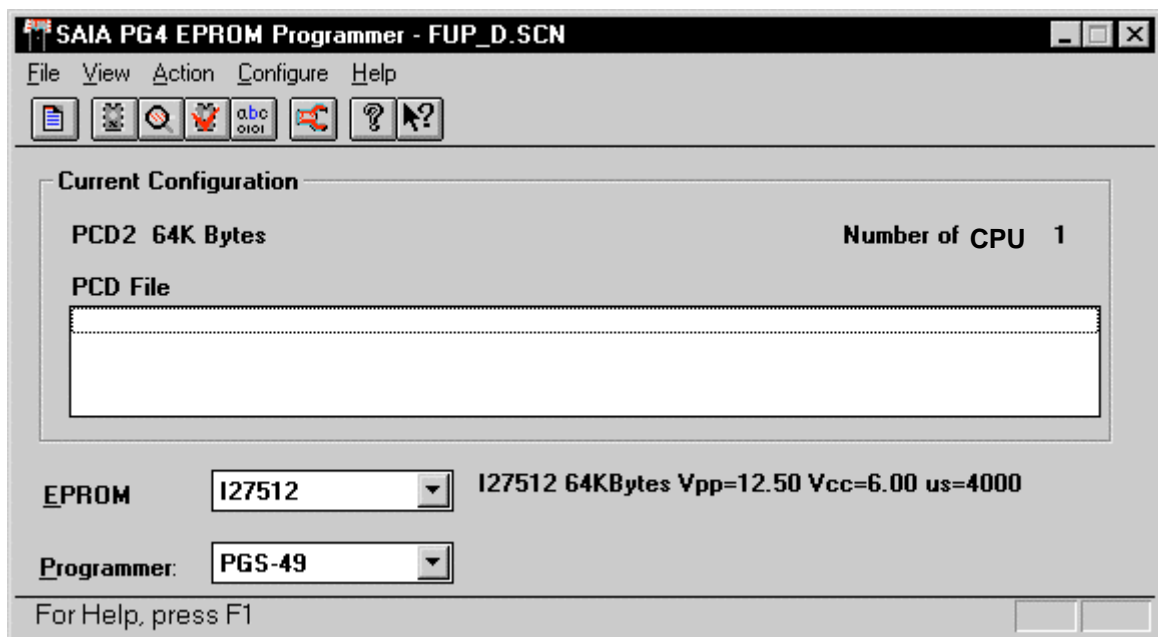 SAIA PG4 EPROM Programmer - FUP_D.SCN
File View Action Configure Help
abc
0101
Current Configuration
PCD2 64K Bytes Number of CPU 1
PCD File
EPROM I27512 I27512 64KBytes Vpp=12.50 Vcc=6.00 us=4000
Programmer: PGS-49
For Help, press F1